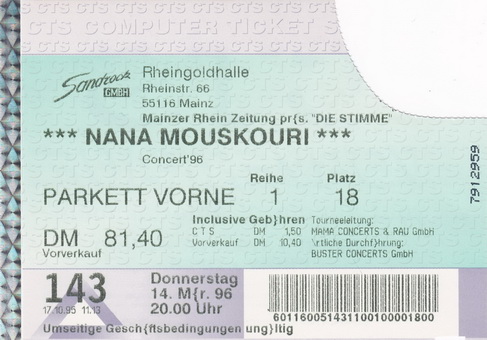 CTS COMPUTER TICKET S
Sandrock GMBH
Rheingoldhalle
Rheinstr. 66
55116 Mainz
Mainzer Rhein Zeitung pr{s. "DIE STIMME"
*** NANA MOUSKOURI ***
Concert'96
Reihe Platz
PARKETT VORNE 1 18
Inclusive Geb}hren
CTS DM 1,50
Vorverkauf DM 10,40
Tourneeleitung:
MAMA CONCERTS & RAU GmbH
[rtliche Durchf}hrung:
BUSTER CONCERTS GmbH
DM 81,40
Vorverkauf
7912959
143
17.10.95 11.13
Donnerstag
14. M{r. 96
20.00 Uhr
Umseitige Gesch{ftsbedingungen ung}ltig
601160051431100100001800